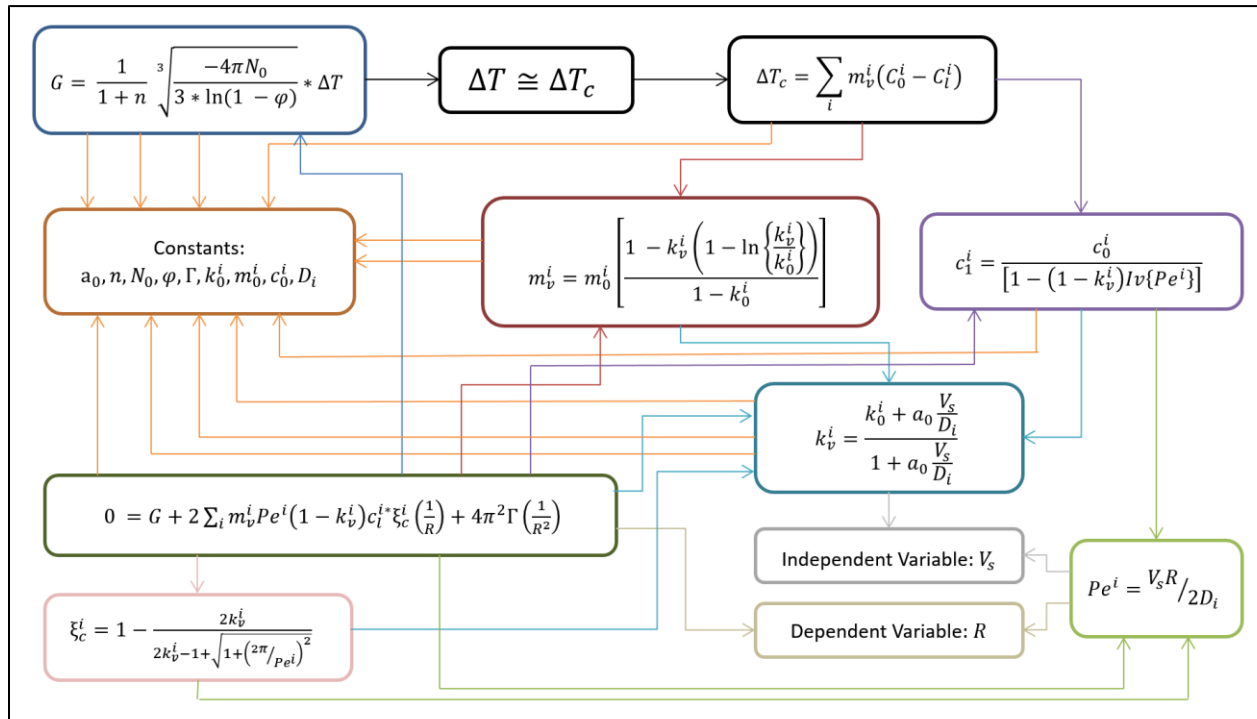 G = 1/(1 + n) ∛(−4πN₀/(3 * ln(1 − φ))) * ΔT
ΔT ≅ ΔT_c
ΔT_c = ∑_i m_v^i (C_0^i − C_l^i)
Constants:
a₀, n, N₀, φ, Γ, k_0^i, m_0^i, c_0^i, D_i
m_v^i = m_0^i [(1 − k_v^i (1 − ln{k_v^i/k_0^i}))/(1 − k_0^i)]
c_1^i = c_0^i/[1 − (1 − k_v^i)Iv{Pe^i}]
k_v^i = (k_0^i + a₀ V_s/D_i)/(1 + a₀ V_s/D_i)
0 = G + 2 ∑_i m_v^i Pe^i (1 − k_v^i) c_l^{i*} ξ_c^i (1/R) + 4π²Γ(1/R²)
Independent Variable: V_s
Pe^i = V_s R/2D_i
ξ_c^i = 1 − 2k_v^i/(2k_v^i − 1 + √(1 + (2π/Pe^i)²))
Dependent Variable: R